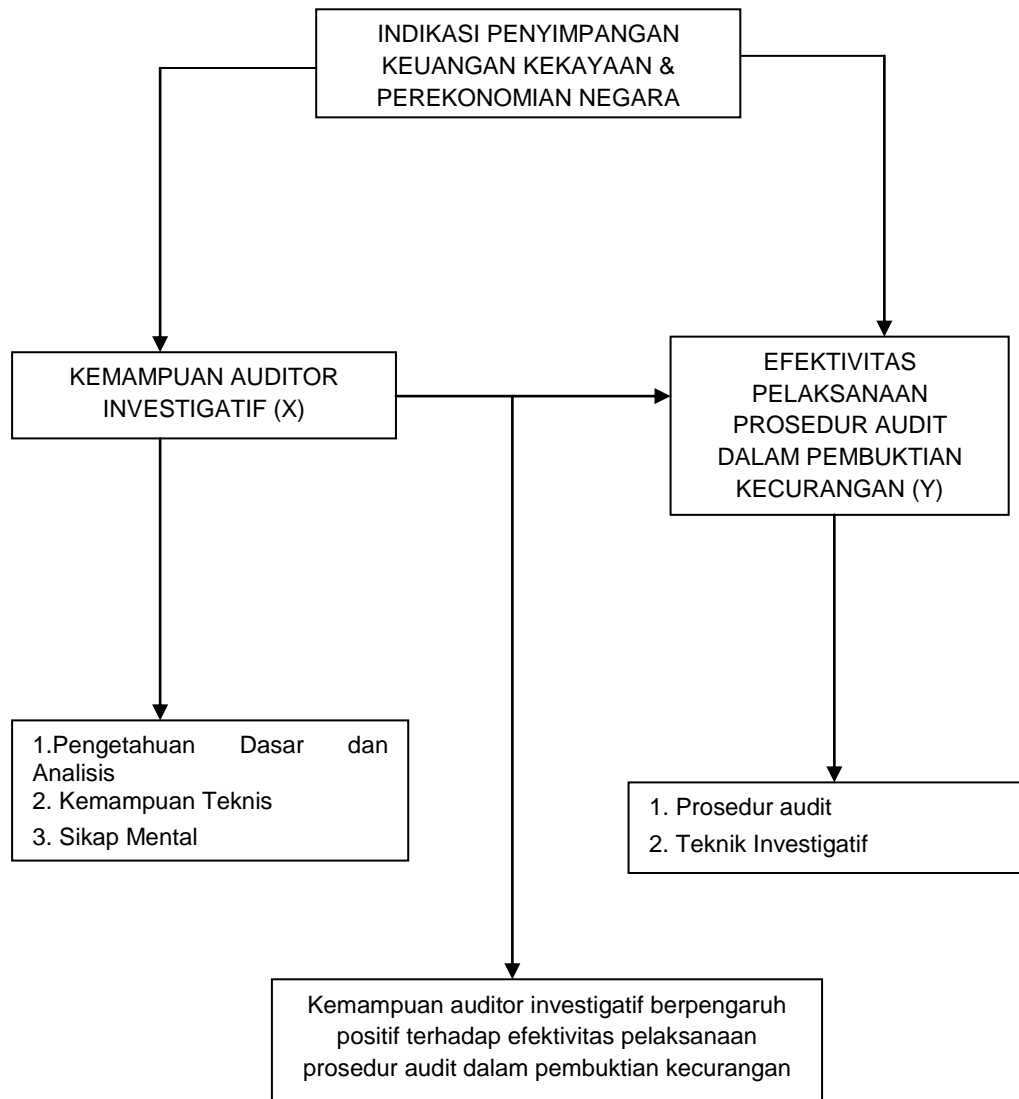 INDIKASI PENYIMPANGAN
KEUANGAN KEKAYAAN &
PEREKONOMIAN NEGARA
KEMAMPUAN AUDITOR
INVESTIGATIF (X)
EFEKTIVITAS
PELAKSANAAN
PROSEDUR AUDIT
DALAM PEMBUKTIAN
KECURANGAN (Y)
1.Pengetahuan Dasar dan
Analisis
2. Kemampuan Teknis
3. Sikap Mental
1. Prosedur audit
2. Teknik Investigatif
Kemampuan auditor investigatif berpengaruh
positif terhadap efektivitas pelaksanaan
prosedur audit dalam pembuktian kecurangan